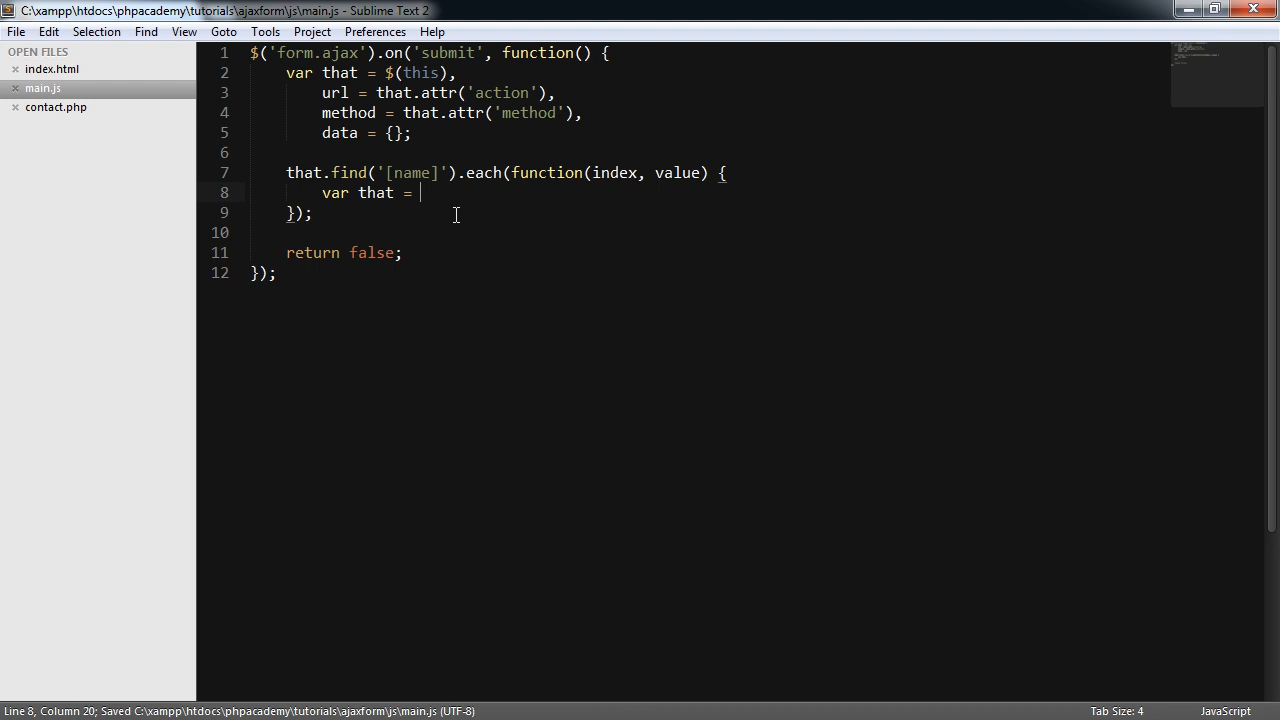 C:\xampp\htdocs\phpacademy\tutorials\ajaxform\js\main.js - Sublime Text 2
File Edit Selection Find View Goto Tools Project Preferences Help
OPEN FILES
index.html
main.js
contact.php
1 $('form.ajax').on('submit', function() {
2 var that = $(this),
3 url = that.attr('action'),
4 method = that.attr('method'),
5 data = {};
6
7 that.find('[name]').each(function(index, value) {
8 var that =
9 });
10
11 return false;
12 });
Line 8, Column 20; Saved C:\xampp\htdocs\phpacademy\tutorials\ajaxform\js\main.js (UTF-8) Tab Size: 4 JavaScript